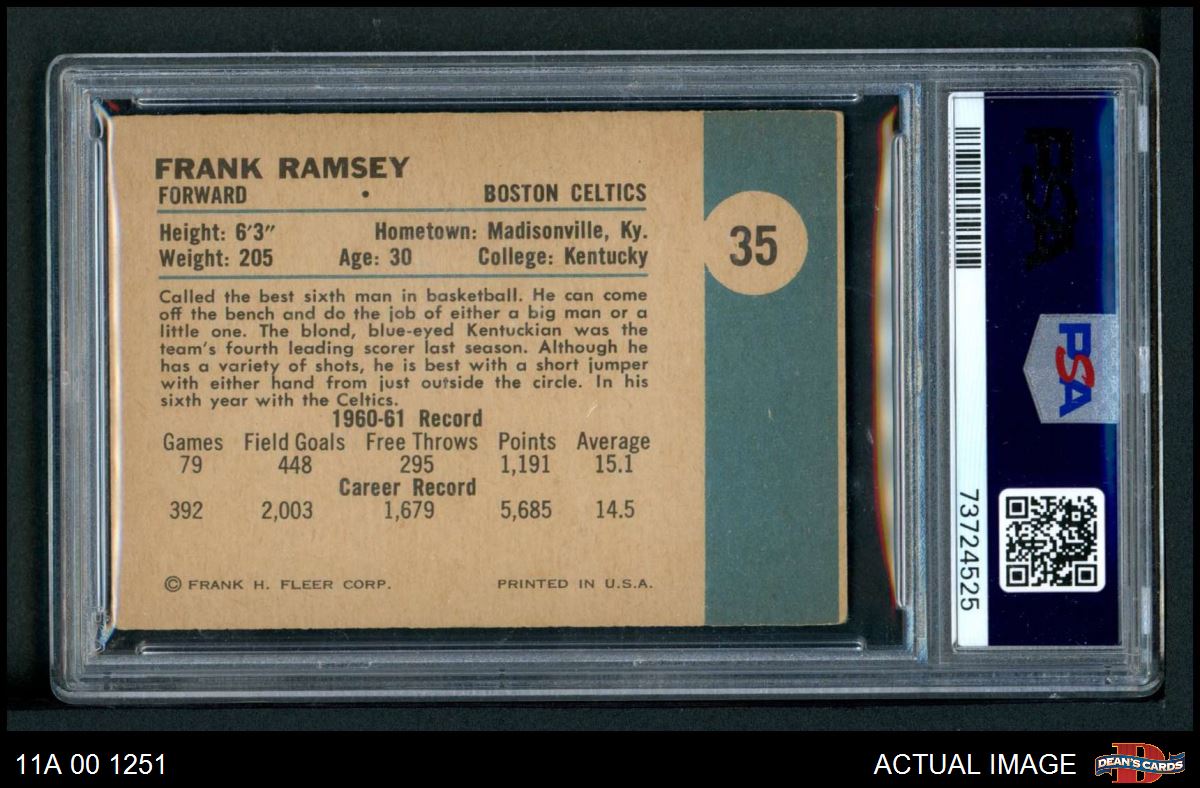 FRANK RAMSEY
FORWARD • BOSTON CELTICS
Height: 6'3" Hometown: Madisonville, Ky.
Weight: 205 Age: 30 College: Kentucky
Called the best sixth man in basketball. He can come
off the bench and do the job of either a big man or a
little one. The blond, blue-eyed Kentuckian was the
team's fourth leading scorer last season. Although he
has a variety of shots, he is best with a short jumper
with either hand from just outside the circle. In his
sixth year with the Celtics.
1960-61 Record
Games Field Goals Free Throws Points Average
79 448 295 1,191 15.1
Career Record
392 2,003 1,679 5,685 14.5
© FRANK H. FLEER CORP. PRINTED IN U.S.A.
35
PSA
PSA
73724525
11A 00 1251
ACTUAL IMAGE
DEAN'S CARDS